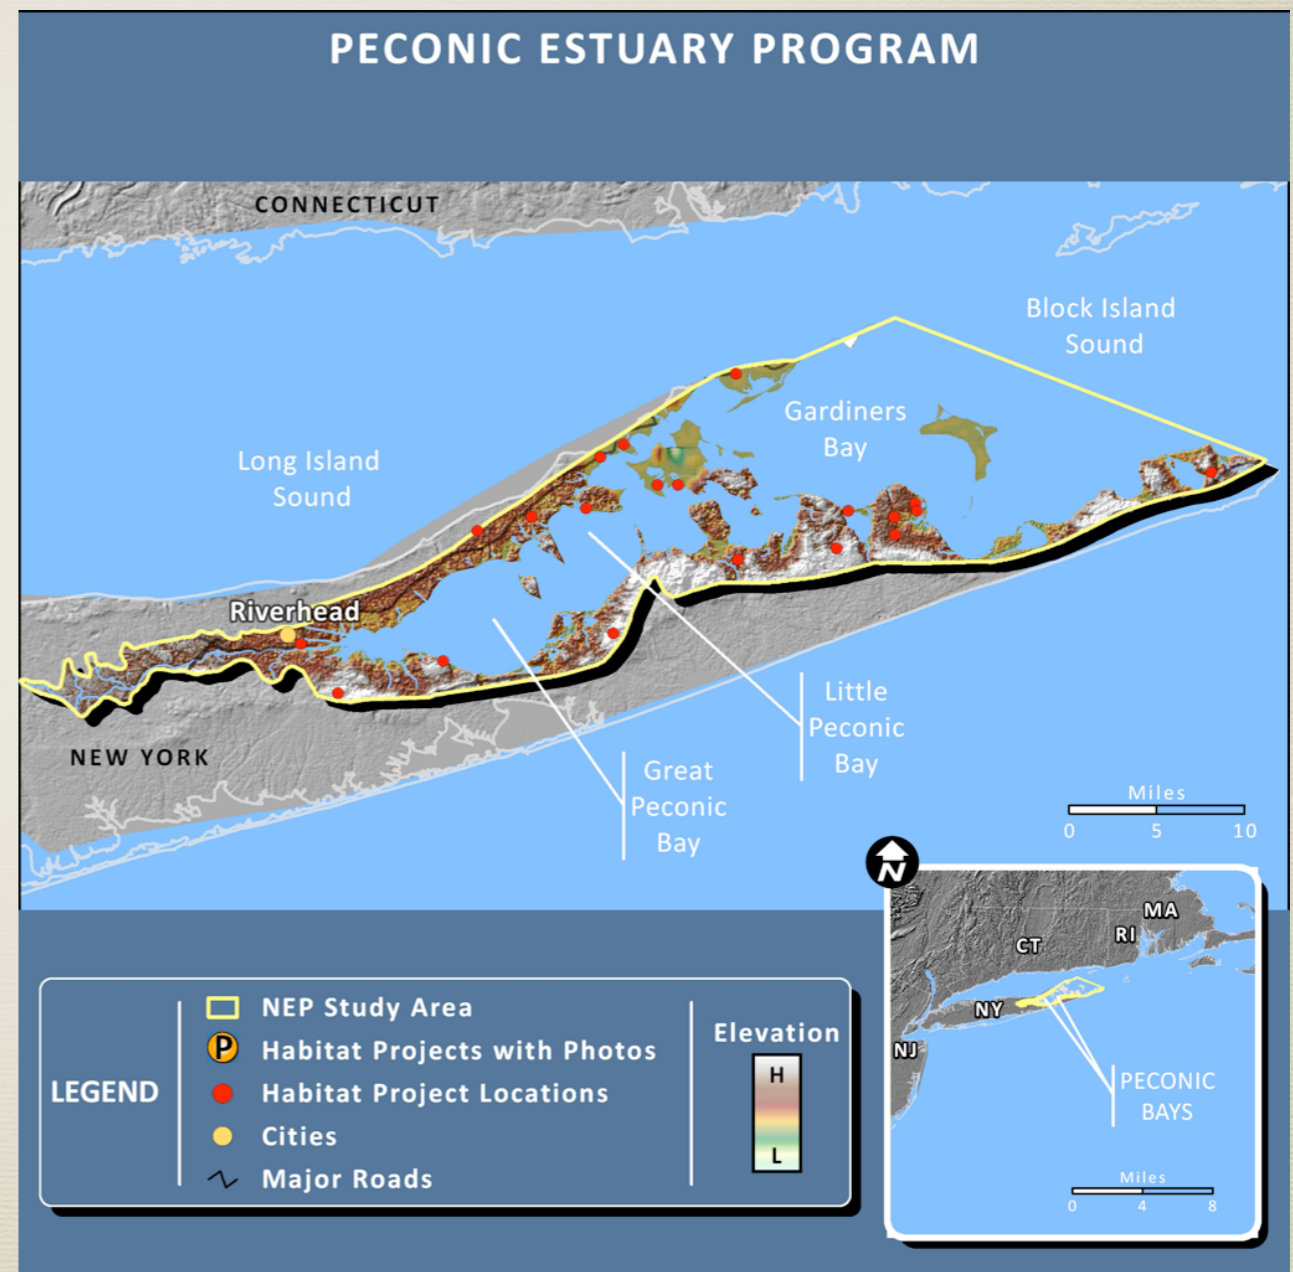 PECONIC ESTUARY PROGRAM
CONNECTICUT
Block Island
Sound
Gardiners
Bay
Long Island
Sound
Riverhead
Little
Peconic
Bay
NEW YORK
Great
Peconic
Bay
Miles
0 5 10
N
MA
RI
CT
NY
NJ
PECONIC
BAYS
Miles
0 4 8
LEGEND
NEP Study Area
P
Habitat Projects with Photos
Habitat Project Locations
Cities
Major Roads
Elevation
H
L